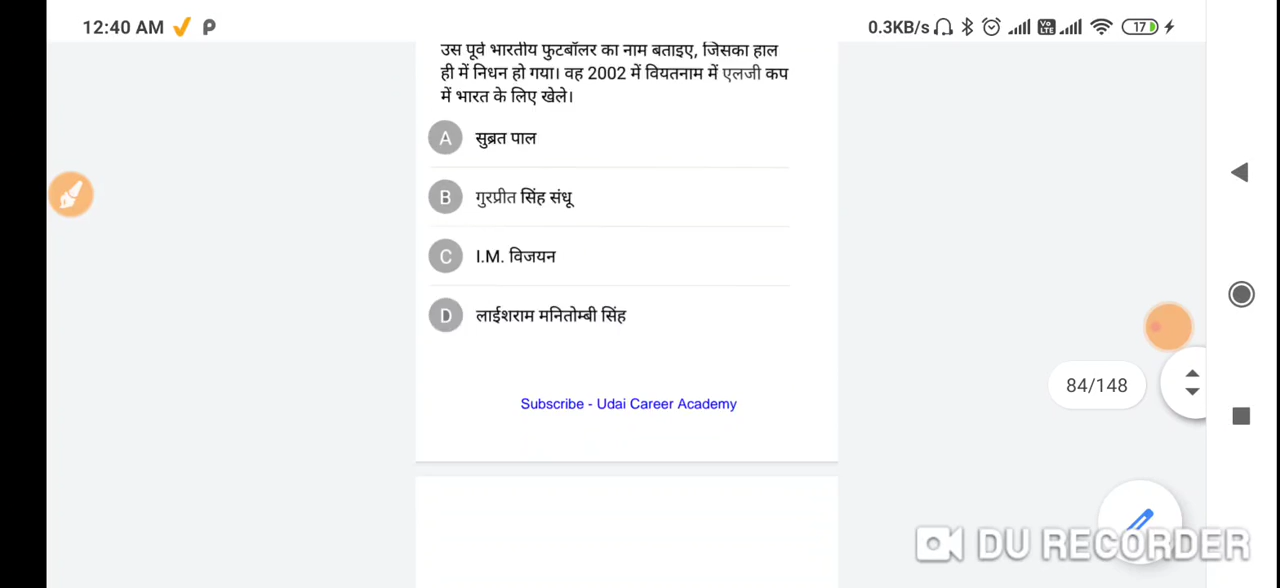 12:40 AM
0.3KB/s
17
उस पूर्व भारतीय फुटबॉलर का नाम बताइए, जिसका हाल
ही में निधन हो गया। वह 2002 में वियतनाम में एलजी कप
में भारत के लिए खेले।
A सुब्रत पाल
B गुरप्रीत सिंह संधू
C I.M. विजयन
D लाईशराम मनितोम्बी सिंह
84/148
Subscribe - Udai Career Academy
DU RECORDER